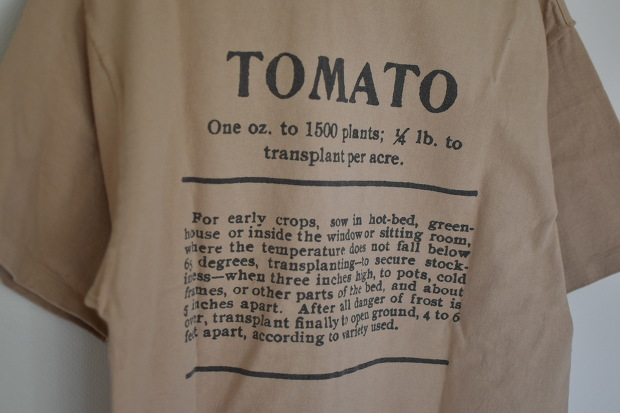 TOMATO
One oz. to 1500 plants; ¼ lb. to
transplant per acre.
For early crops, sow in hot-bed, green-
house or inside the window or sitting room,
where the temperature does not fall below
65 degrees, transplanting—to secure stock-
iness—when three inches high, to pots, cold
frames, or other parts of the bed, and about
5 inches apart. After all danger of frost is
over, transplant finally to open ground, 4 to 6
feet apart, according to variety used.